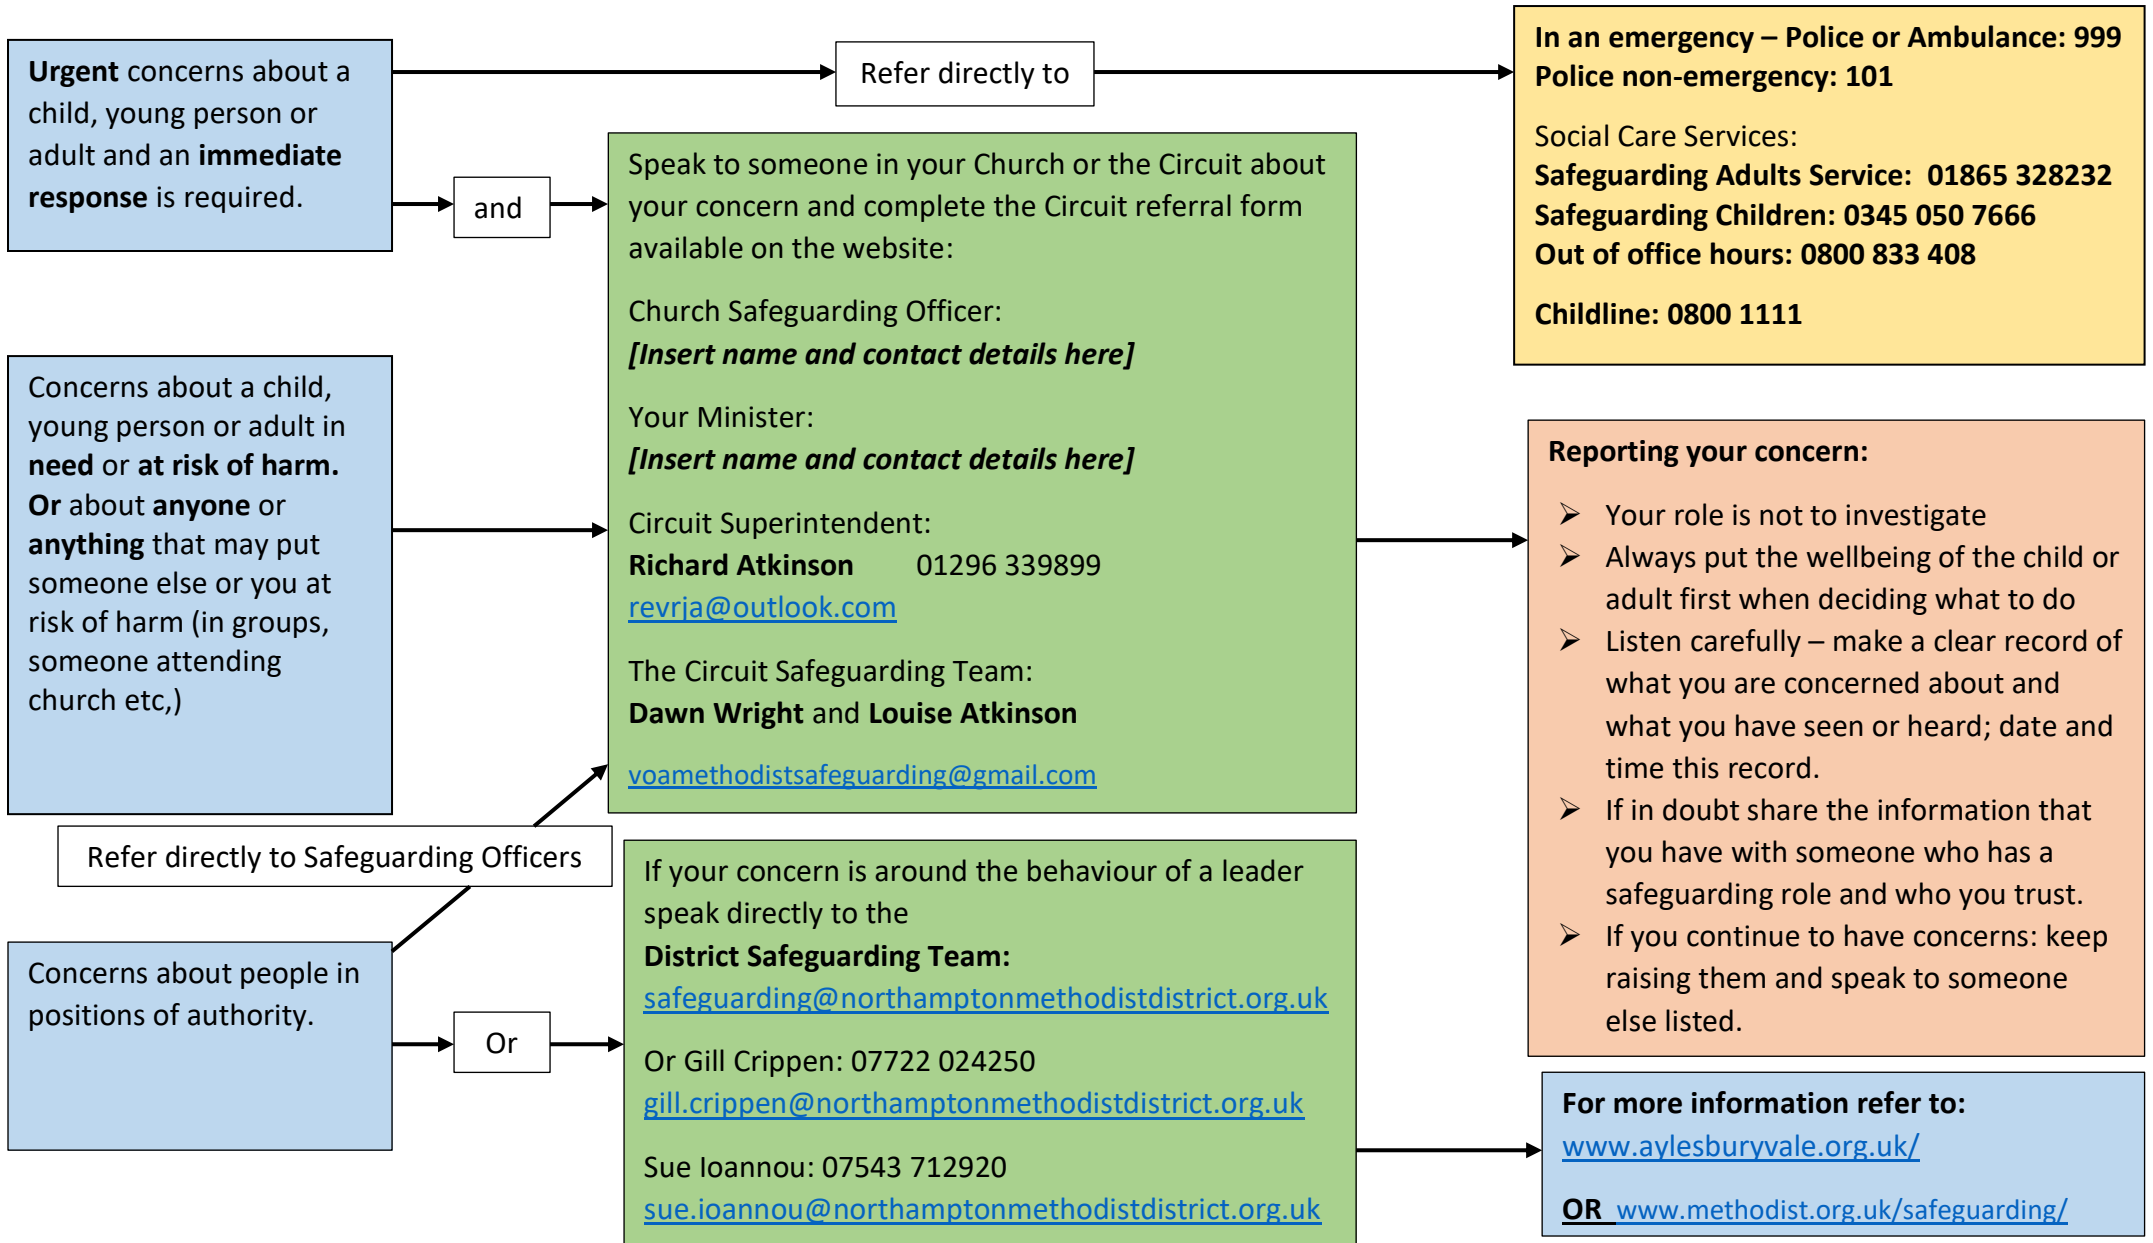 Urgent concerns about a
child, young person or
adult and an immediate
response is required.
Refer directly to
and
In an emergency – Police or Ambulance: 999
Police non-emergency: 101
Social Care Services:
Safeguarding Adults Service:  01865 328232
Safeguarding Children: 0345 050 7666
Out of office hours: 0800 833 408
Childline: 0800 1111
Speak to someone in your Church or the Circuit about
your concern and complete the Circuit referral form
available on the website:
Church Safeguarding Officer:
[Insert name and contact details here]
Your Minister:
[Insert name and contact details here]
Circuit Superintendent:
Richard Atkinson 01296 339899
revrja@outlook.com
The Circuit Safeguarding Team:
Dawn Wright and Louise Atkinson
voamethodistsafeguarding@gmail.com
Concerns about a child,
young person or adult in
need or at risk of harm.
Or about anyone or
anything that may put
someone else or you at
risk of harm (in groups,
someone attending
church etc,)
Reporting your concern:
➢ Your role is not to investigate
➢ Always put the wellbeing of the child or
adult first when deciding what to do
➢ Listen carefully – make a clear record of
what you are concerned about and
what you have seen or heard; date and
time this record.
➢ If in doubt share the information that
you have with someone who has a
safeguarding role and who you trust.
➢ If you continue to have concerns: keep
raising them and speak to someone
else listed.
Refer directly to Safeguarding Officers
Concerns about people in
positions of authority.
Or
If your concern is around the behaviour of a leader
speak directly to the
District Safeguarding Team:
safeguarding@northamptonmethodistdistrict.org.uk
Or Gill Crippen: 07722 024250
gill.crippen@northamptonmethodistdistrict.org.uk
Sue Ioannou: 07543 712920
sue.ioannou@northamptonmethodistdistrict.org.uk
For more information refer to:
www.aylesburyvale.org.uk/
OR www.methodist.org.uk/safeguarding/